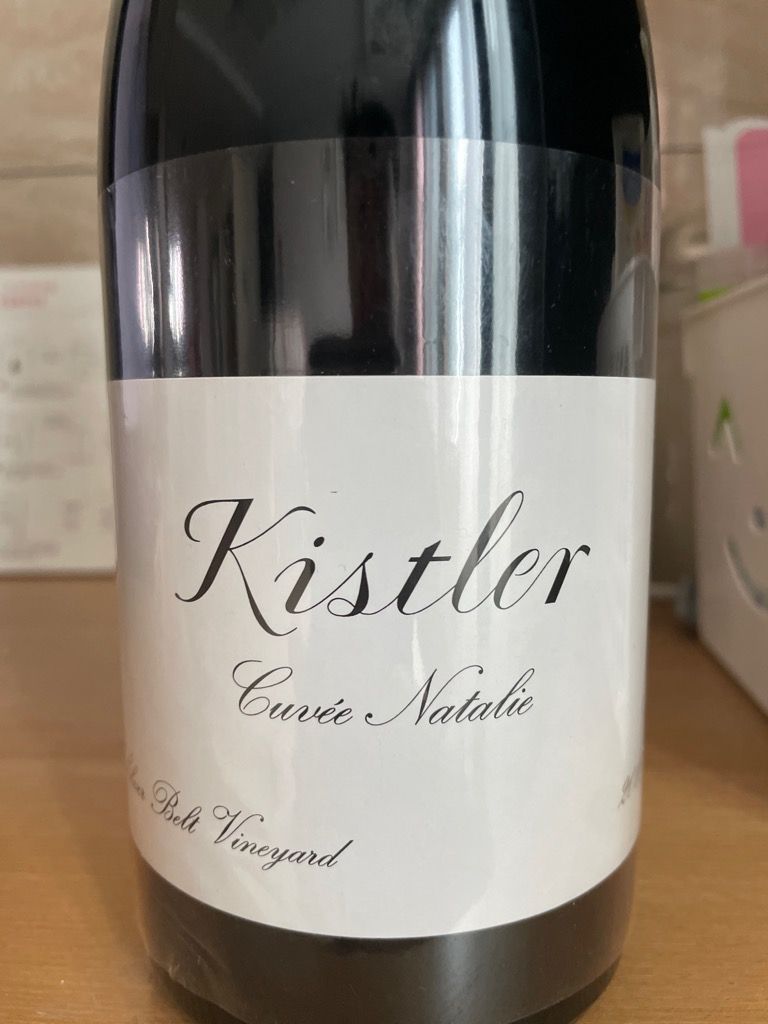 Kistler
Cuvée Natalie
Belt Vineyard